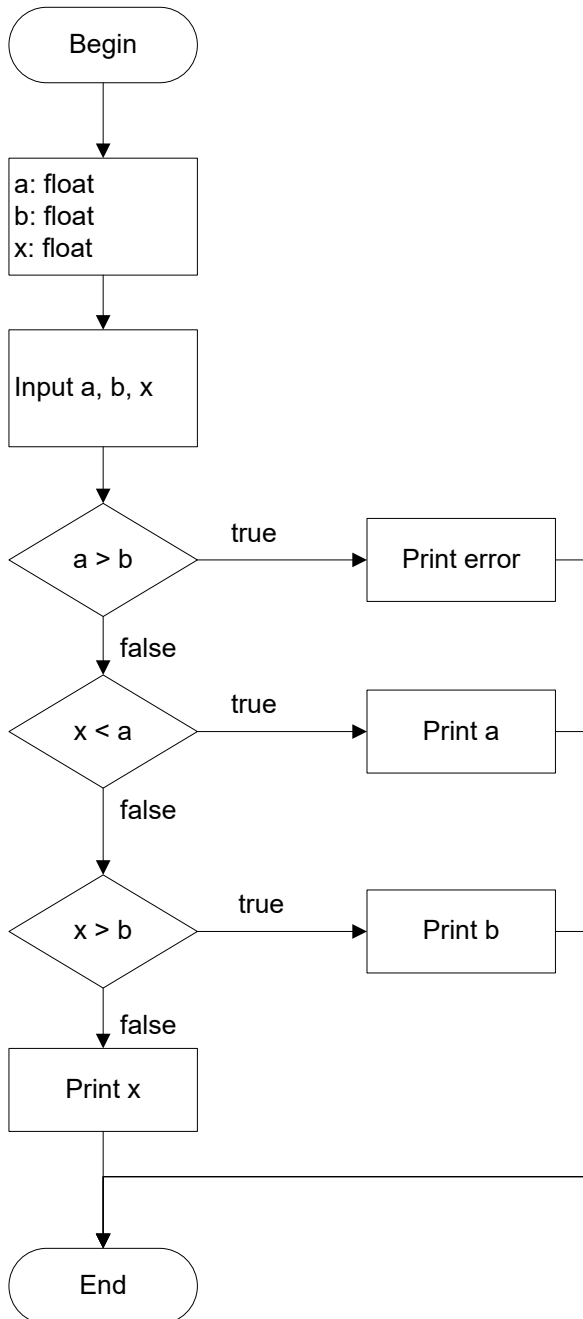 Begin
a: float
b: float
x: float
Input a, b, x
a > b
true
Print error
false
x < a
true
Print a
false
x > b
true
Print b
false
Print x
End